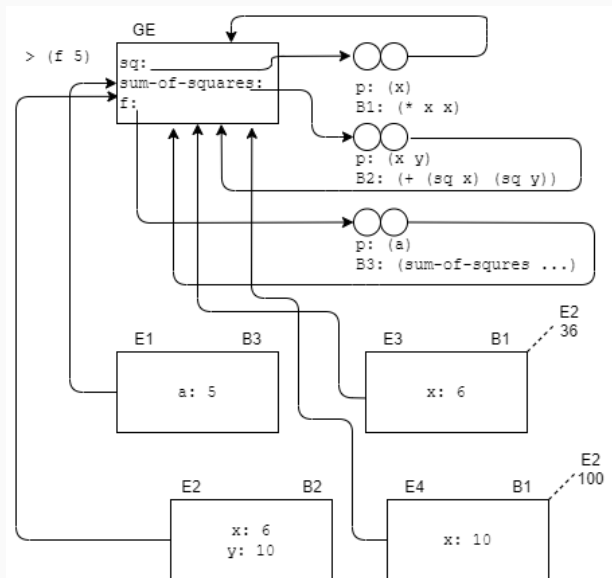 GE
> (f 5)
sq:
sum-of-squares:
f:
p: (x)
B1: (* x x)
p: (x y)
B2: (+ (sq x) (sq y))
p: (a)
B3: (sum-of-squres ...)
E1 B3
a: 5
E3 B1
E2
36
x: 6
E2 B2
x: 6
y: 10
E4 B1
E2
100
x: 10